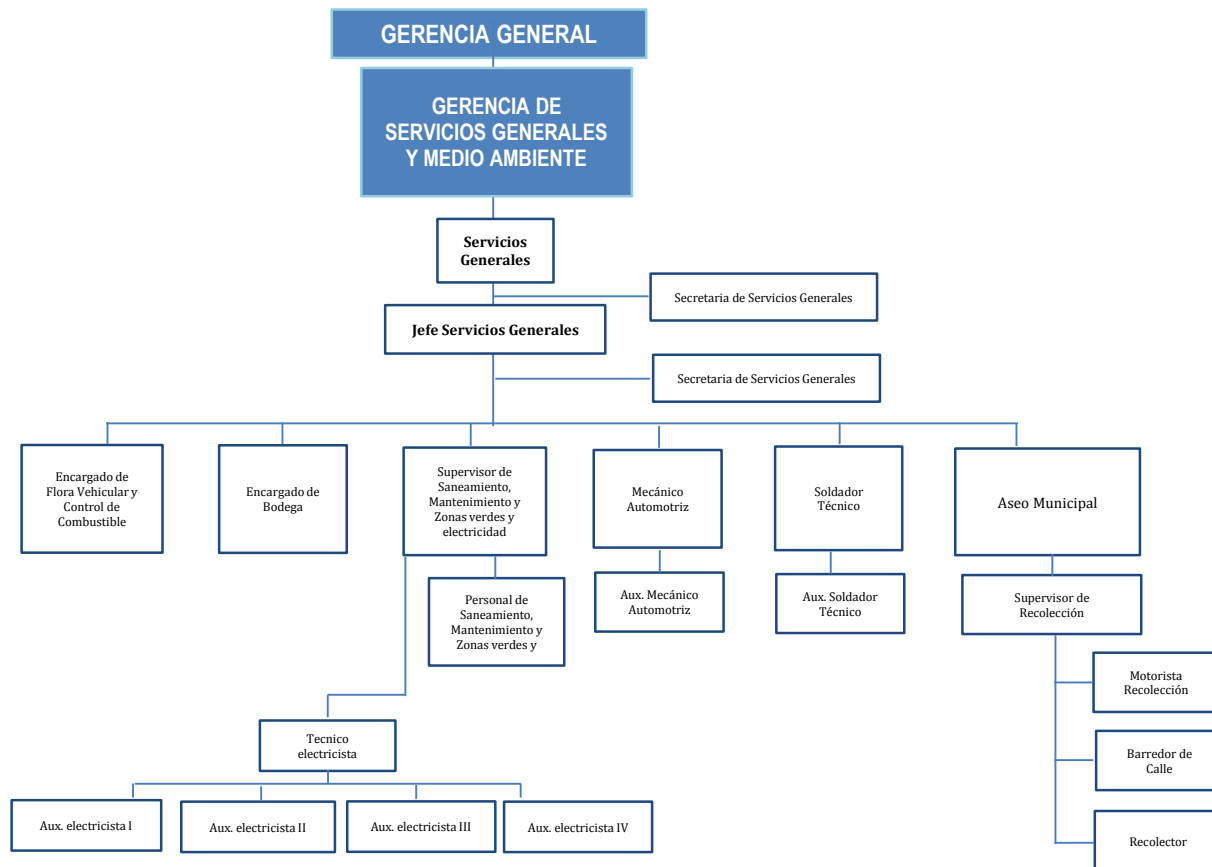 GERENCIA GENERAL
GERENCIA DE
SERVICIOS GENERALES
Y MEDIO AMBIENTE
Servicios
Generales
Secretaria de Servicios Generales
Jefe Servicios Generales
Secretaria de Servicios Generales
Encargado de
Flora Vehicular y
Control de
Combustible
Encargado de
Bodega
Supervisor de
Saneamiento,
Mantenimiento y
Zonas verdes y
electricidad
Mecánico
Automotriz
Soldador
Técnico
Aseo Municipal
Personal de
Saneamiento,
Mantenimiento y
Zonas verdes y
Aux. Mecánico
Automotriz
Aux. Soldador
Técnico
Supervisor de
Recolección
Motorista
Recolección
Tecnico
electricista
Barredor de
Calle
Aux. electricista I
Aux. electricista II
Aux. electricista III
Aux. electricista IV
Recolector